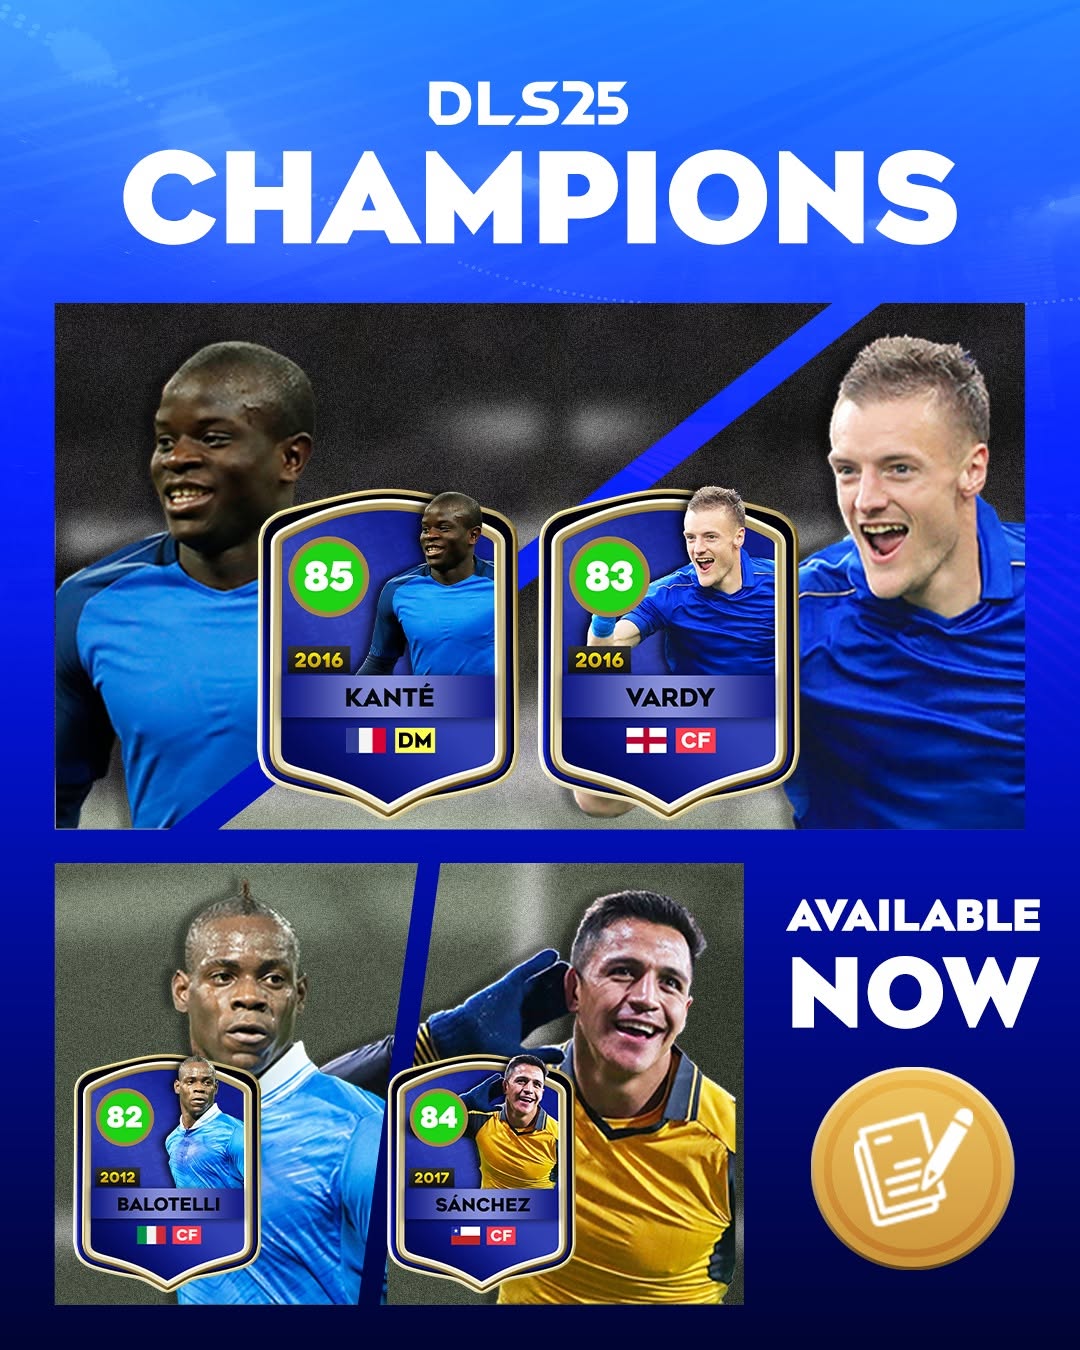 DLS25
CHAMPIONS
85
2016
KANTÉ
DM
83
2016
VARDY
CF
82
2012
BALOTELLI
CF
84
2017
SÁNCHEZ
CF
AVAILABLE
NOW